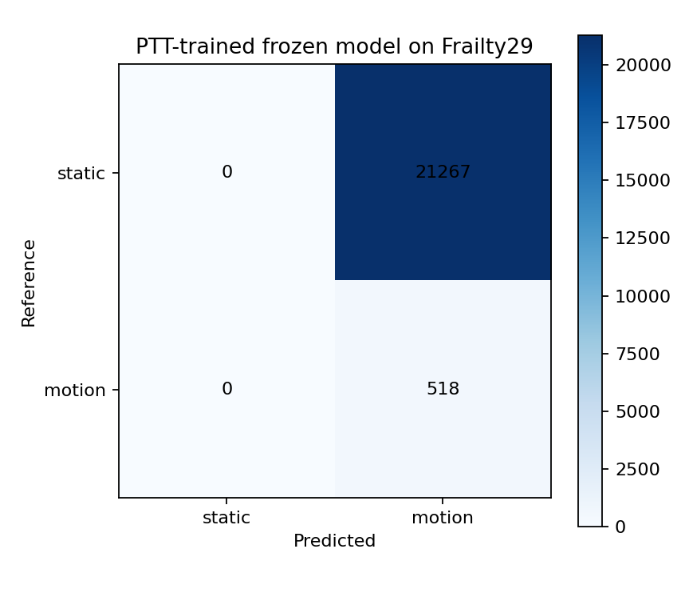 PTT-trained frozen model on Frailty29
static
0
21267
motion
0
518
static
motion
Predicted
Reference
20000
17500
15000
12500
10000
7500
5000
2500
0